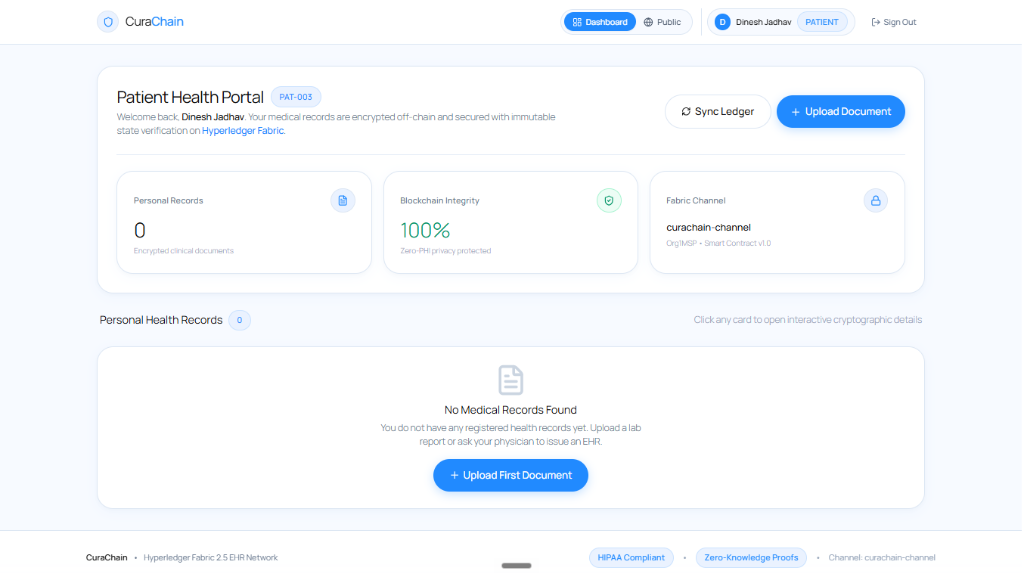 CuraChain
Dashboard
Public
D Dinesh Jadhav PATIENT
Sign Out
Patient Health Portal PAT-003
Welcome back, Dinesh Jadhav. Your medical records are encrypted off-chain and secured with immutable
state verification on Hyperledger Fabric.
Sync Ledger
+ Upload Document
Personal Records
0
Encrypted clinical documents
Blockchain Integrity
100%
Zero-PHI privacy protected
Fabric Channel
curachain-channel
Org1MSP • Smart Contract v1.0
Personal Health Records 0
Click any card to open interactive cryptographic details
No Medical Records Found
You do not have any registered health records yet. Upload a lab
report or ask your physician to issue an EHR.
+ Upload First Document
CuraChain • Hyperledger Fabric 2.5 EHR Network
HIPAA Compliant • Zero-Knowledge Proofs • Channel: curachain-channel